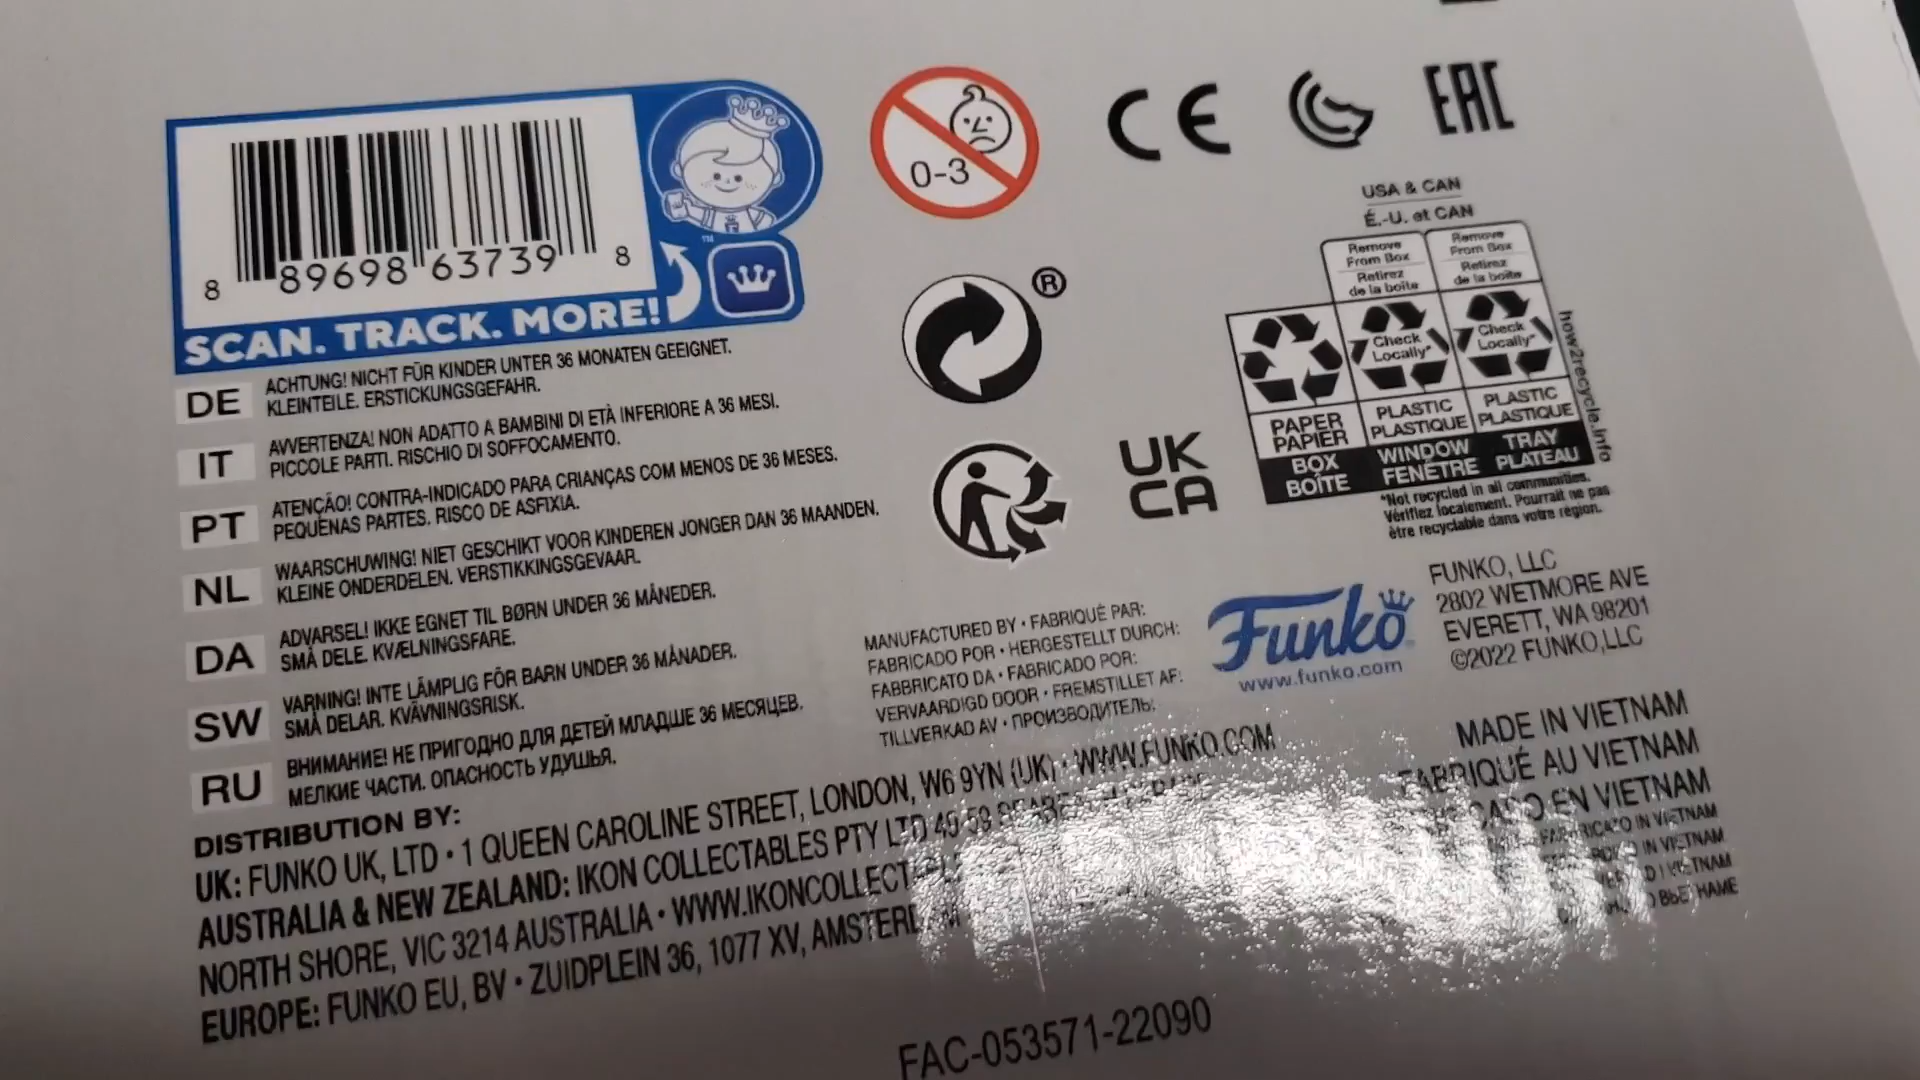 8 89698 63739 8
SCAN. TRACK. MORE!
TM
DE
ACHTUNG! NICHT FÜR KINDER UNTER 36 MONATEN GEEIGNET.
KLEINTEILE. ERSTICKUNGSGEFAHR.
IT
AVVERTENZA! NON ADATTO A BAMBINI DI ETÀ INFERIORE A 36 MESI.
PICCOLE PARTI. RISCHIO DI SOFFOCAMENTO.
PT
ATENÇÃO! CONTRA-INDICADO PARA CRIANÇAS COM MENOS DE 36 MESES.
PEQUENAS PARTES. RISCO DE ASFIXIA.
NL
WAARSCHUWING! NIET GESCHIKT VOOR KINDEREN JONGER DAN 36 MAANDEN.
KLEINE ONDERDELEN. VERSTIKKINGSGEVAAR.
DA
ADVARSEL! IKKE EGNET TIL BØRN UNDER 36 MÅNEDER.
SMÅ DELE. KVÆLNINGSFARE.
SW
VARNING! INTE LÄMPLIG FÖR BARN UNDER 36 MÅNADER.
SMÅ DELAR. KVÄVNINGSRISK.
RU
ВНИМАНИЕ! НЕ ПРИГОДНО ДЛЯ ДЕТЕЙ МЛАДШЕ 36 МЕСЯЦЕВ.
МЕЛКИЕ ЧАСТИ. ОПАСНОСТЬ УДУШЬЯ.
0-3
CE
EAC
®
UK
CA
USA & CAN
É.-U. et CAN
Remove
From Box
Retirez
de la boîte
Remove
From Box
Retirez
de la boîte
Check
Locally*
Check
Locally*
PAPER
PAPIER
BOX
BOÎTE
PLASTIC
PLASTIQUE
WINDOW
FENÊTRE
PLASTIC
PLASTIQUE
TRAY
PLATEAU
how2recycle.info
*Not recycled in all communities.
Vérifiez localement. Pourrait ne pas
être recyclable dans votre région.
MANUFACTURED BY • FABRIQUÉ PAR:
FABRICADO POR • HERGESTELLT DURCH:
FABBRICATO DA • FABRICADO POR:
VERVAARDIGD DOOR • FREMSTILLET AF:
TILLVERKAD AV • ПРОИЗВОДИТЕЛЬ:
Funko
www.funko.com
FUNKO, LLC
2802 WETMORE AVE
EVERETT, WA 98201
©2022 FUNKO,LLC
DISTRIBUTION BY:
UK: FUNKO UK, LTD • 1 QUEEN CAROLINE STREET, LONDON, W6 9YN (UK) • WWW.FUNKO.COM
AUSTRALIA & NEW ZEALAND: IKON COLLECTABLES PTY LTD 49-59
NORTH SHORE, VIC 3214 AUSTRALIA •
EUROPE: FUNKO EU, BV • ZUIDPLEIN 36, 1077 XV,
MADE IN VIETNAM
FABRIQUÉ AU VIETNAM
EN VIETNAM
IN VIETNAM
IN VIETNAM
FAC-053571-22090